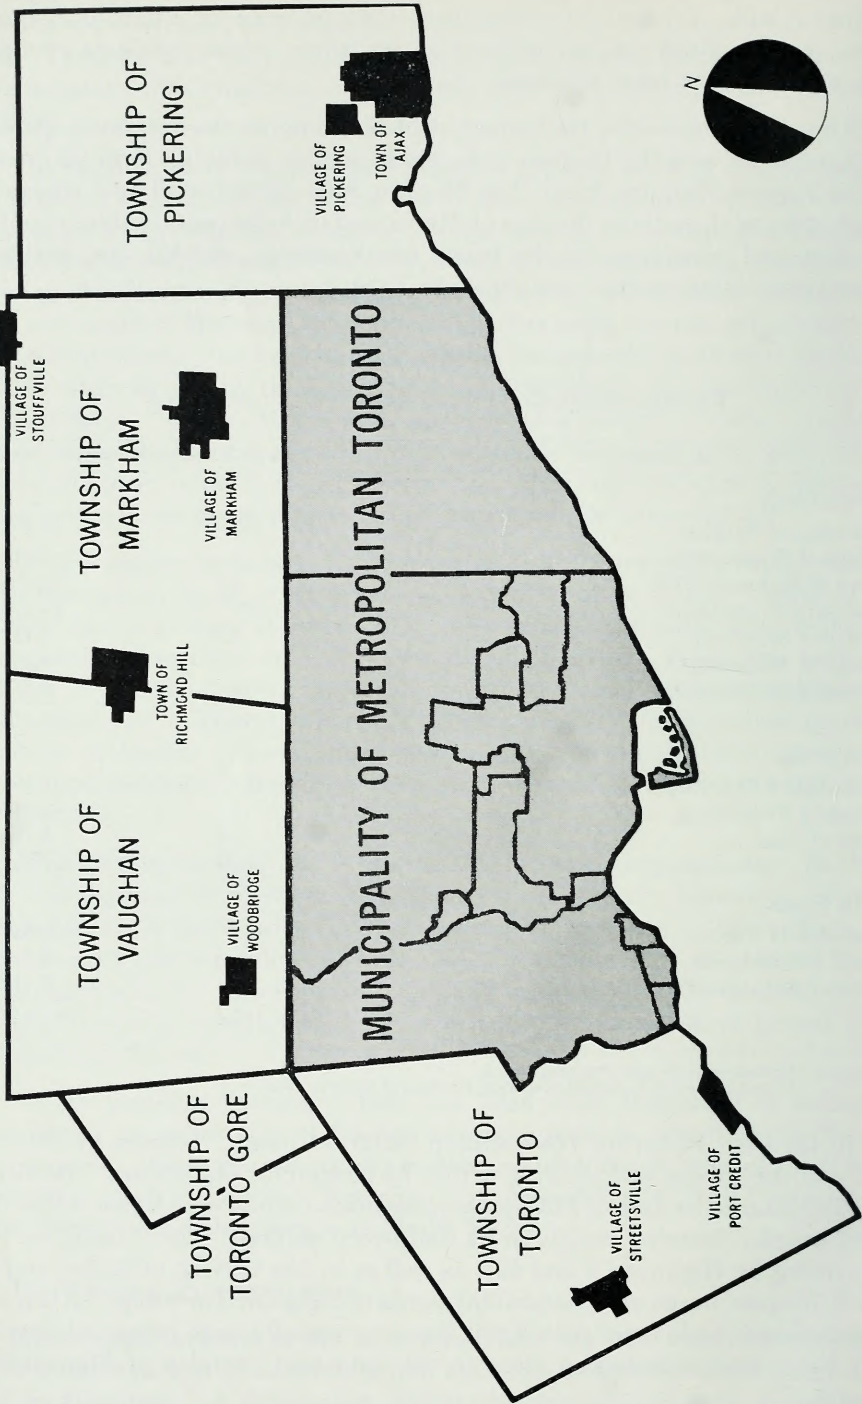 TOWNSHIP OF
PICKERING
VILLAGE OF
PICKERING
TOWN OF
AJAX
N
VILLAGE OF
STOUFFVILLE
TOWNSHIP OF
MARKHAM
VILLAGE OF
MARKHAM
TOWN OF
RICHMOND HILL
TOWNSHIP OF
VAUGHAN
VILLAGE OF
WOODBRIDGE
MUNICIPALITY OF METROPOLITAN TORONTO
TOWNSHIP OF
TORONTO GORE
TOWNSHIP OF
TORONTO
VILLAGE OF
STREETSVILLE
VILLAGE OF
PORT CREDIT